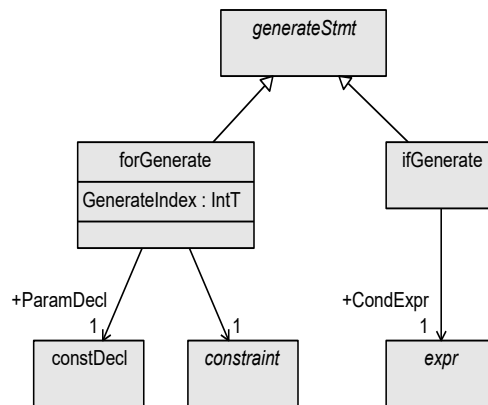 generateStmt
forGenerate
ifGenerate
GenerateIndex : IntT
+ParamDecl
+CondExpr
1
1
1
constDecl
constraint
expr